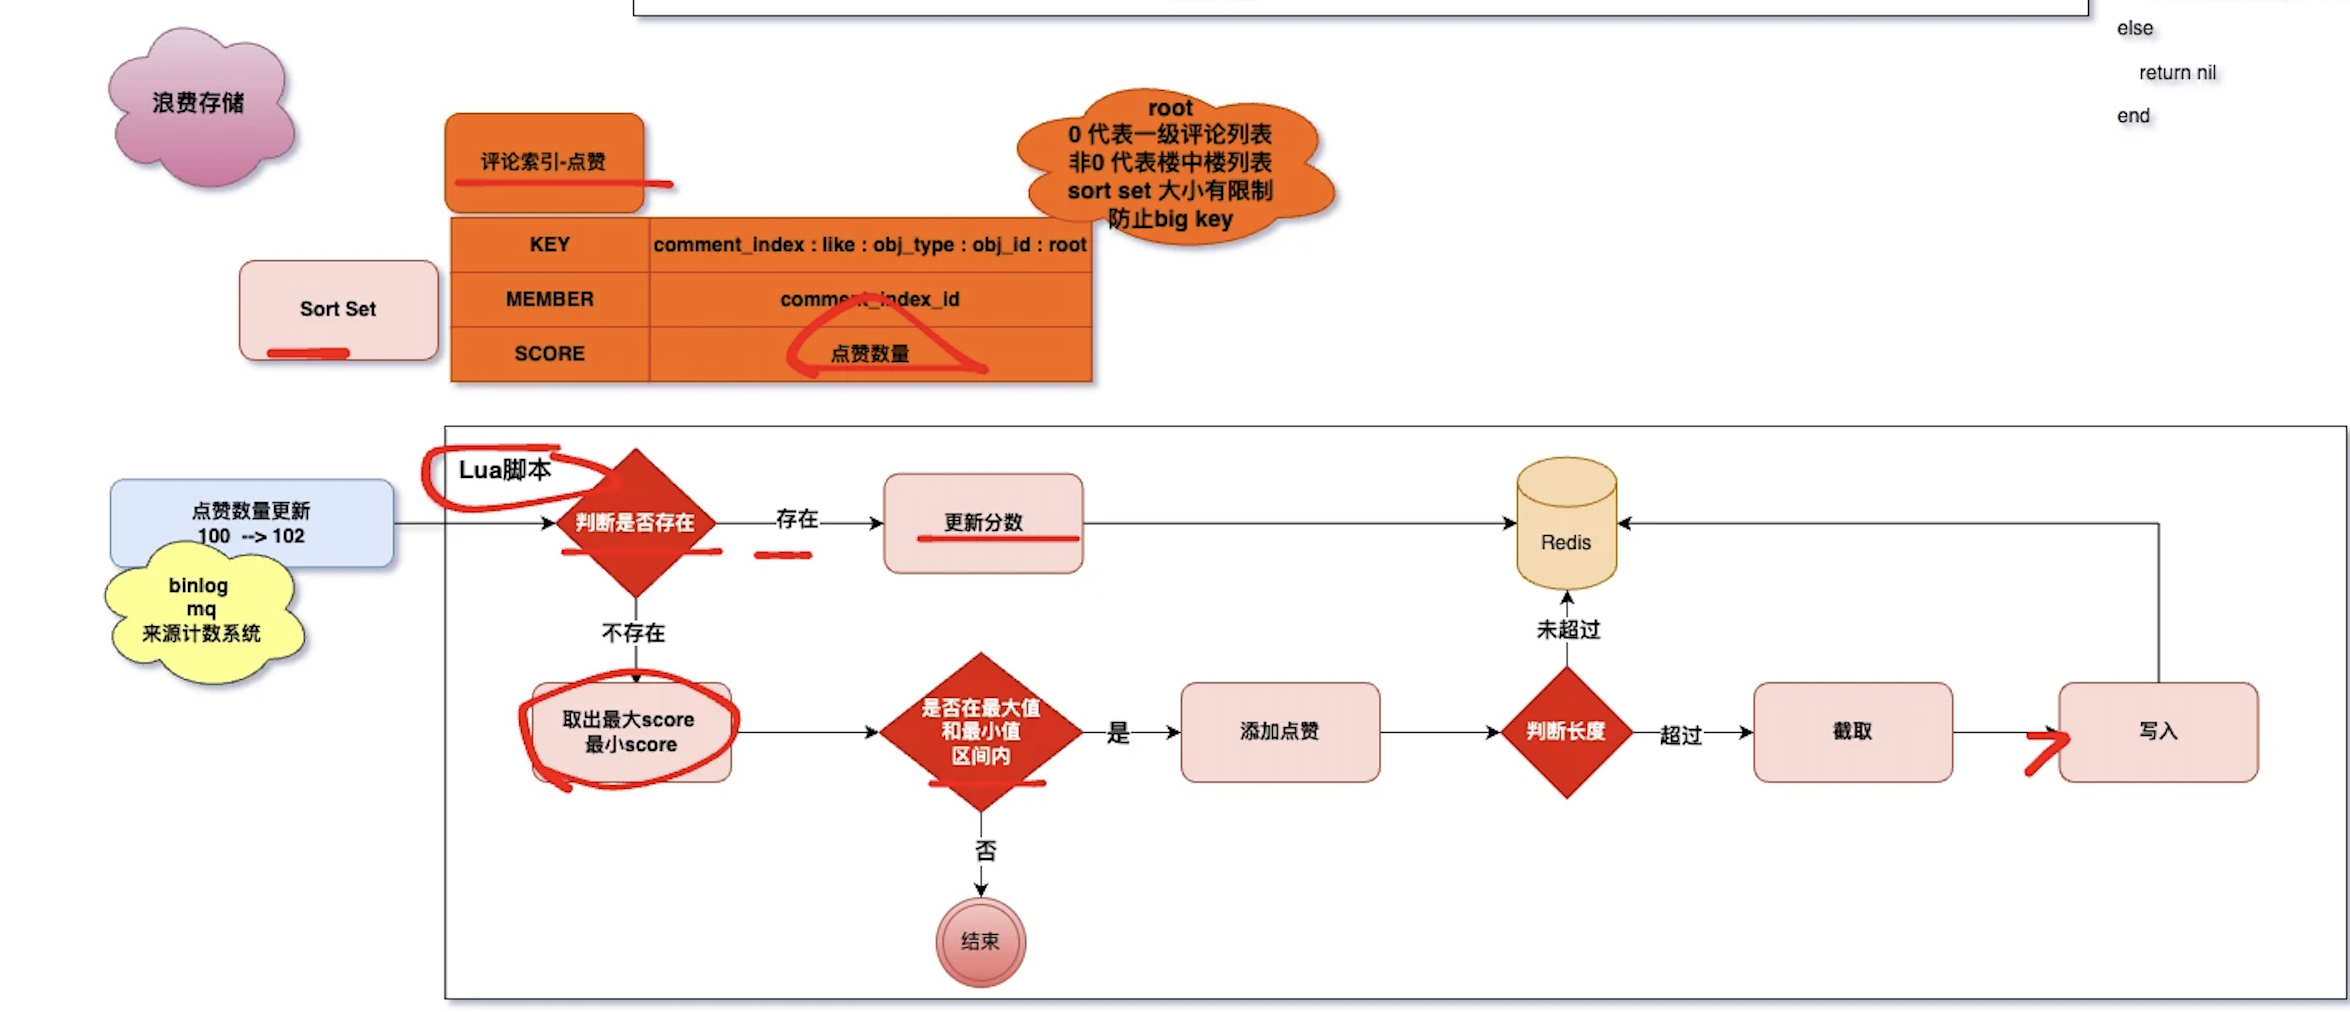 else
return nil
end
浪费存储
评论索引-点赞
root
0 代表一级评论列表
非0 代表楼中楼列表
sort set 大小有限制
防止big key
Sort Set
KEY
comment_index : like : obj_type : obj_id : root
MEMBER
comment_index_id
SCORE
点赞数量
Lua脚本
点赞数量更新
100 --> 102
binlog
mq
来源计数系统
判断是否存在
存在
更新分数
Redis
不存在
未超过
取出最大score
最小score
是否在最大值
和最小值
区间内
是
添加点赞
判断长度
超过
截取
写入
否
结束